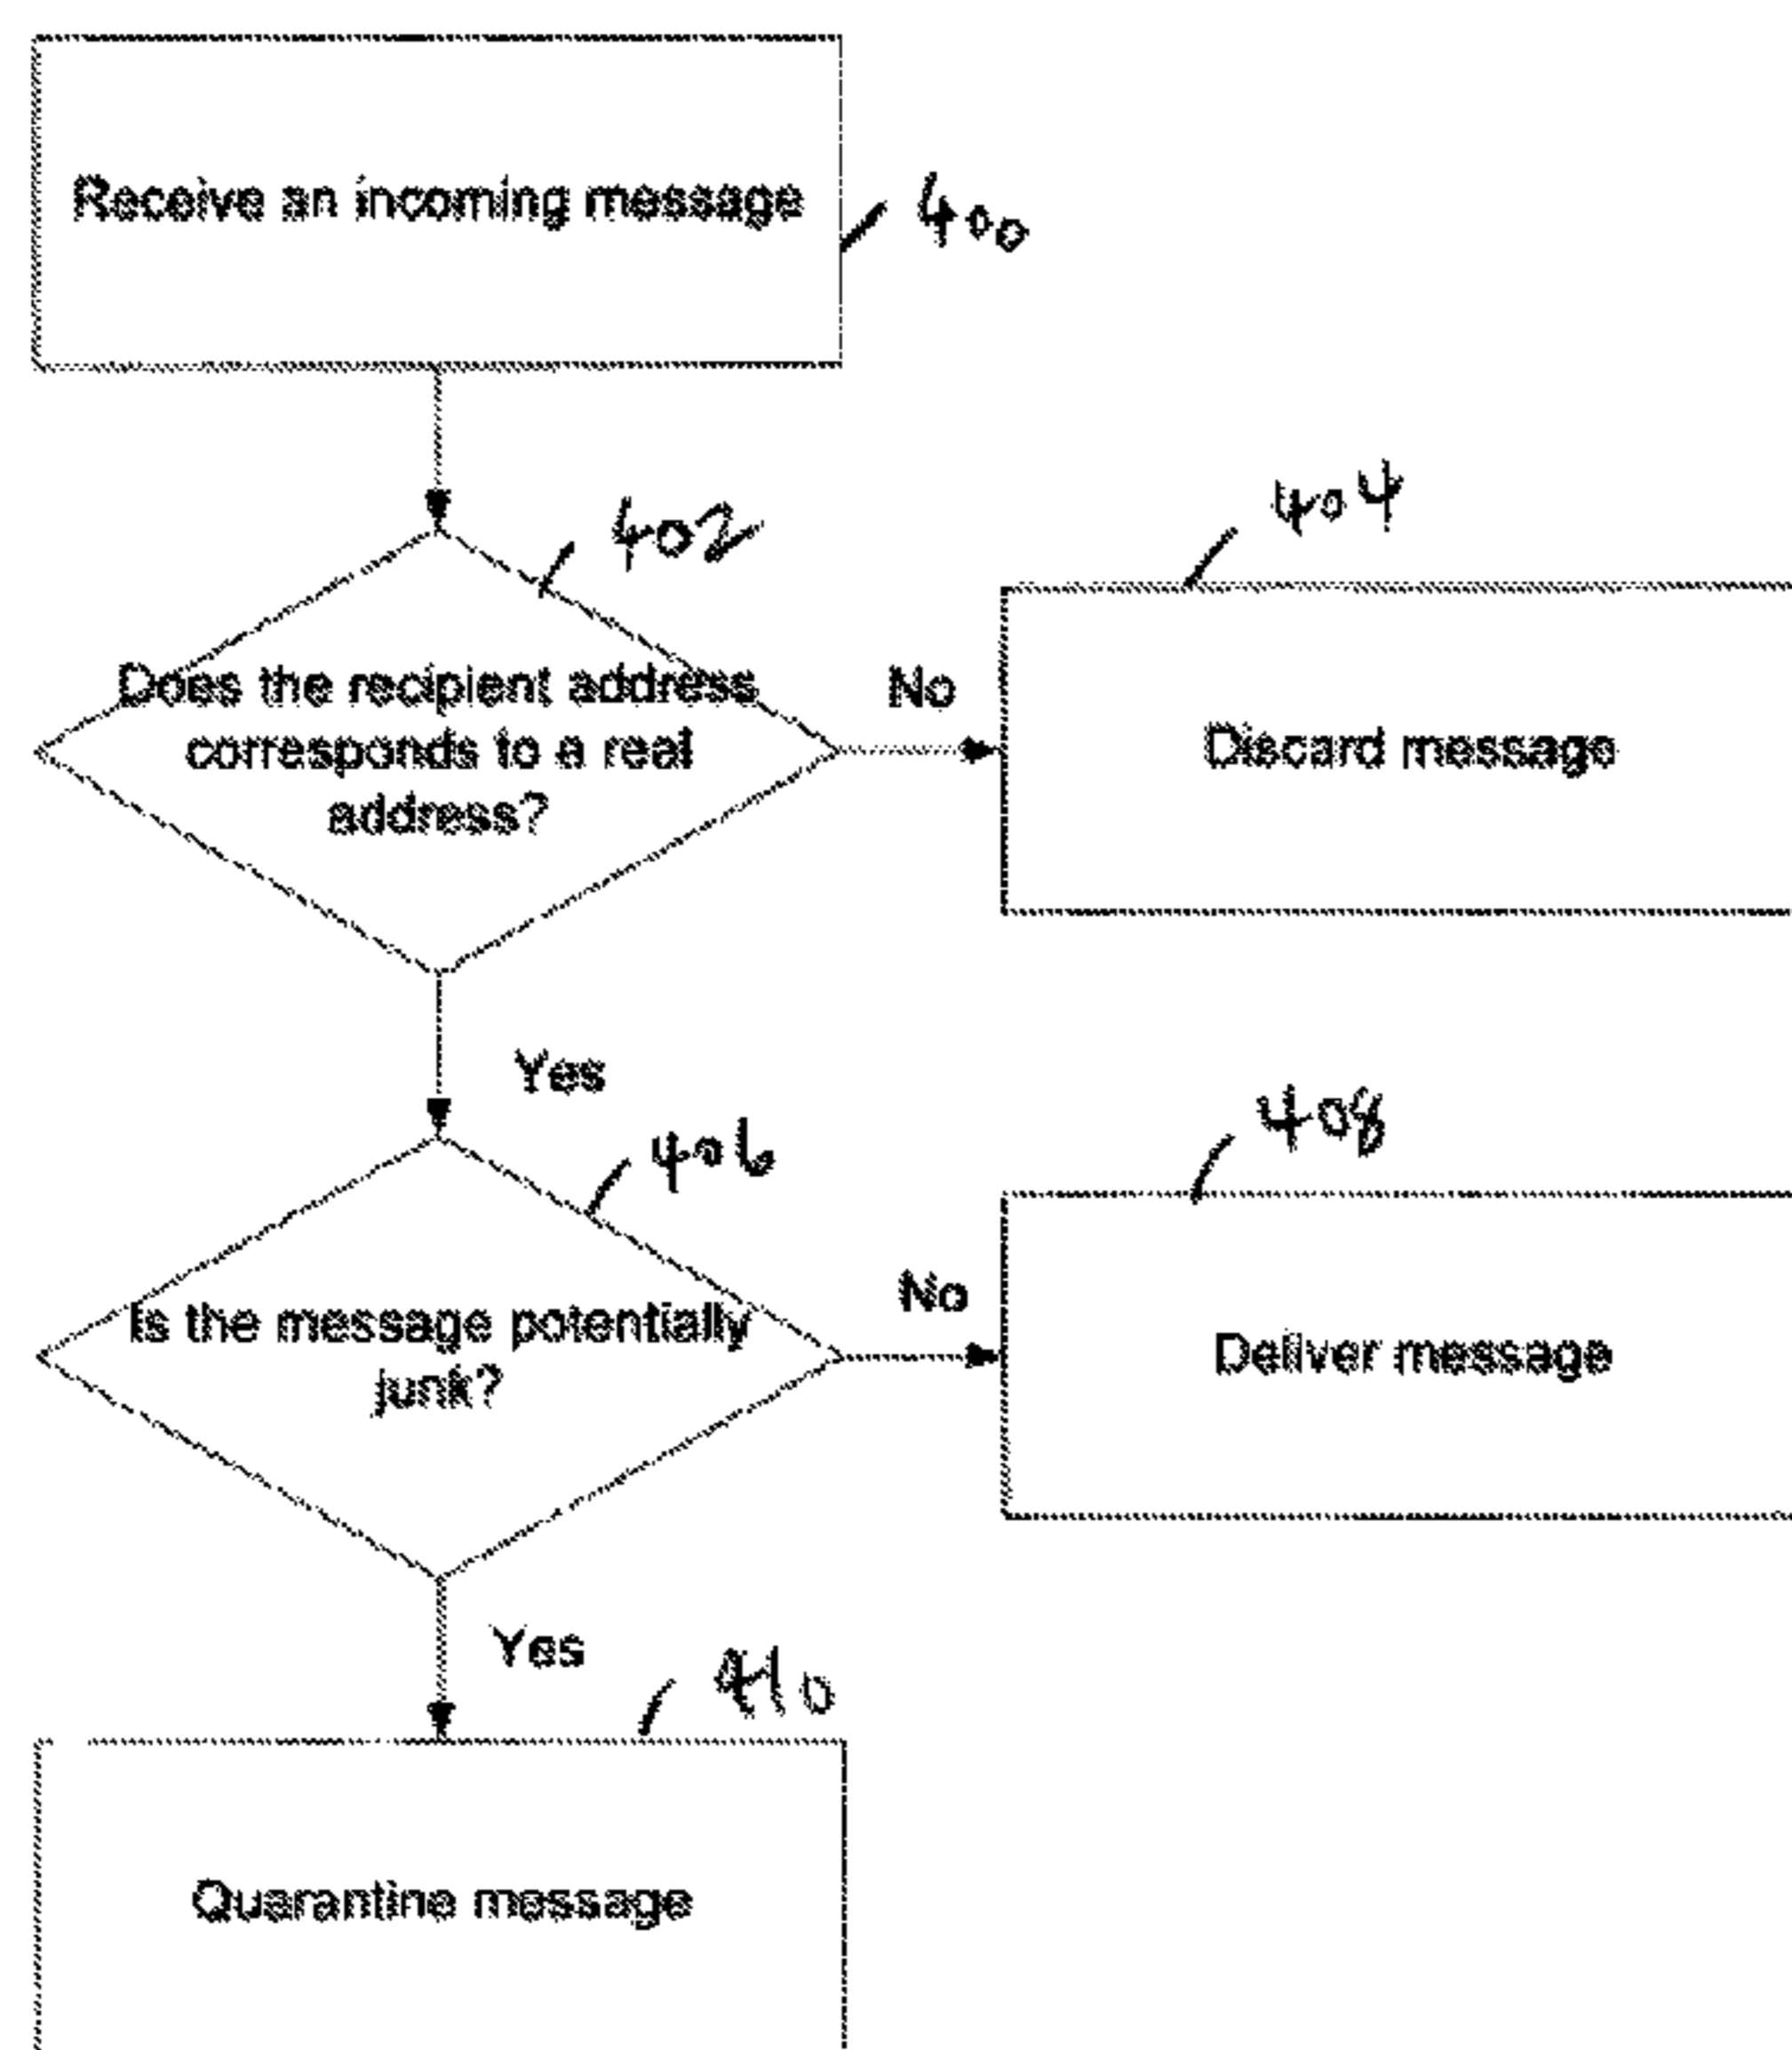 Receive an incoming message
400
402
404
Does the recipient address
corresponds to a real
address?
No
Discard message
Yes
406
408
Is the message potentially
junk?
No
Deliver message
Yes
410
Quarantine message